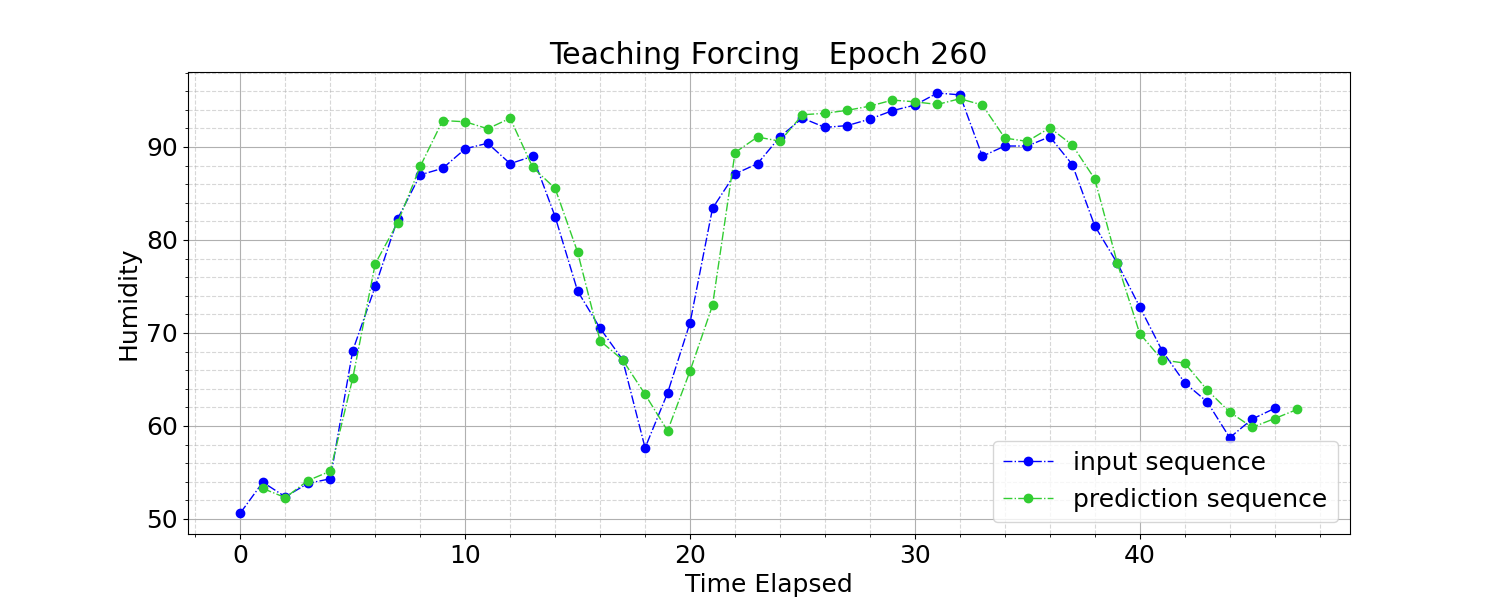 Teaching Forcing   Epoch 260
Humidity
90
80
70
60
50
0 10 20 30 40
Time Elapsed
input sequence
prediction sequence